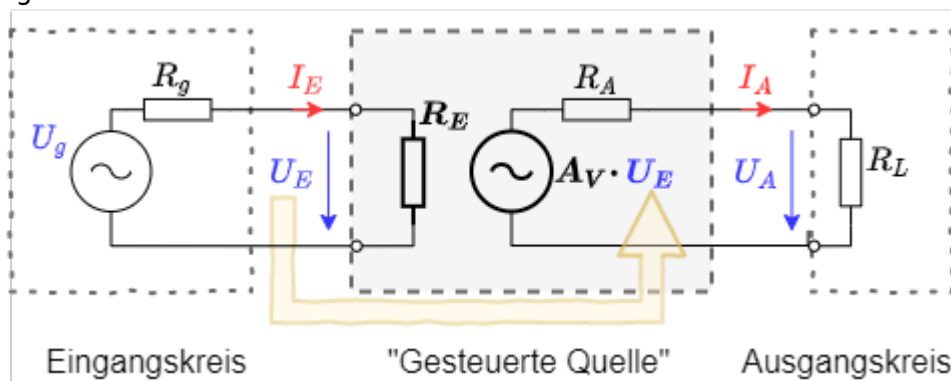 g
R_g
I_E
R_E
R_A
I_A
U_g
U_E
A_V · U_E
U_A
R_L
Eingangskreis
"Gesteuerte Quelle"
Ausgangskreis